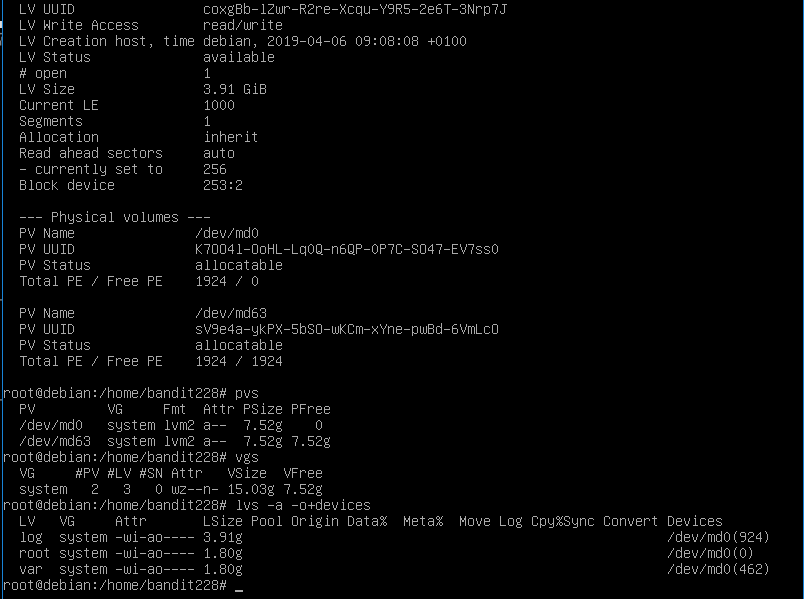 LV UUID                coxgBb-lZwr-R2re-Xcqu-Y9R5-2e6T-3Nrp7J
LV Write Access        read/write
LV Creation host, time debian, 2019-04-06 09:08:08 +0100
LV Status              available
# open                 1
LV Size                3.91 GiB
Current LE             1000
Segments               1
Allocation             inherit
Read ahead sectors     auto
- currently set to     256
Block device           253:2
--- Physical volumes ---
PV Name               /dev/md0
PV UUID               K7OO4l-OoHL-Lq0Q-n6QP-0P7C-SO47-EV7ss0
PV Status             allocatable
Total PE / Free PE    1924 / 0
PV Name               /dev/md63
PV UUID               sV9e4a-ykPX-5bSO-wKCm-xYne-pwBd-6VmLcO
PV Status             allocatable
Total PE / Free PE    1924 / 1924
root@debian:/home/bandit228# pvs
PV         VG     Fmt  Attr PSize PFree
/dev/md0   system lvm2 a--  7.52g    0
/dev/md63  system lvm2 a--  7.52g 7.52g
root@debian:/home/bandit228# vgs
VG     #PV #LV #SN Attr   VSize  VFree
system   2   3   0 wz--n- 15.03g 7.52g
root@debian:/home/bandit228# lvs -a -o+devices
LV   VG     Attr       LSize Pool Origin Data%  Meta%  Move Log Cpy%Sync Convert Devices
log  system -wi-ao---- 3.91g                                                     /dev/md0(924)
root system -wi-ao---- 1.80g                                                     /dev/md0(0)
var  system -wi-ao---- 1.80g                                                     /dev/md0(462)
root@debian:/home/bandit228# _